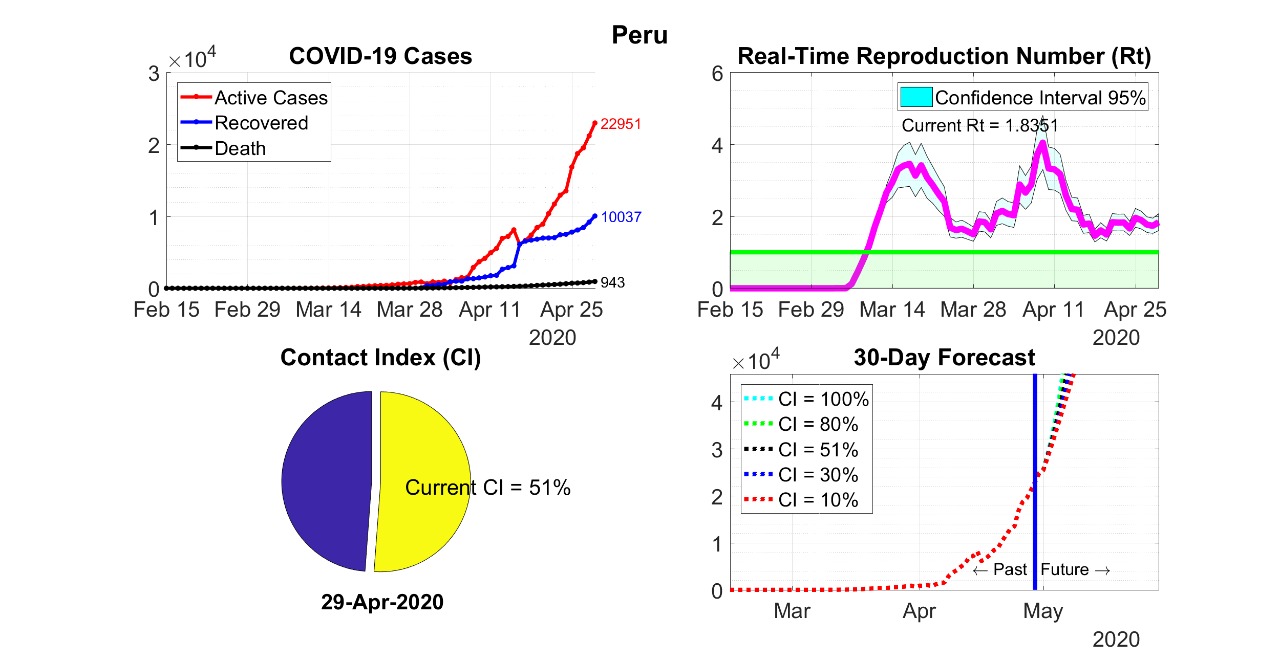 Peru
COVID-19 Cases
×10⁴
3
2
1
0
Active Cases
Recovered
Death
22951
10037
943
Feb 15 Feb 29 Mar 14 Mar 28 Apr 11 Apr 25
2020
Real-Time Reproduction Number (Rt)
6
4
2
0
Confidence Interval 95%
Current Rt = 1.8351
Feb 15 Feb 29 Mar 14 Mar 28 Apr 11 Apr 25
2020
Contact Index (CI)
Current CI = 51%
29-Apr-2020
30-Day Forecast
×10⁴
4
3
2
1
0
CI = 100%
CI = 80%
CI = 51%
CI = 30%
CI = 10%
← Past Future →
Mar Apr May
2020